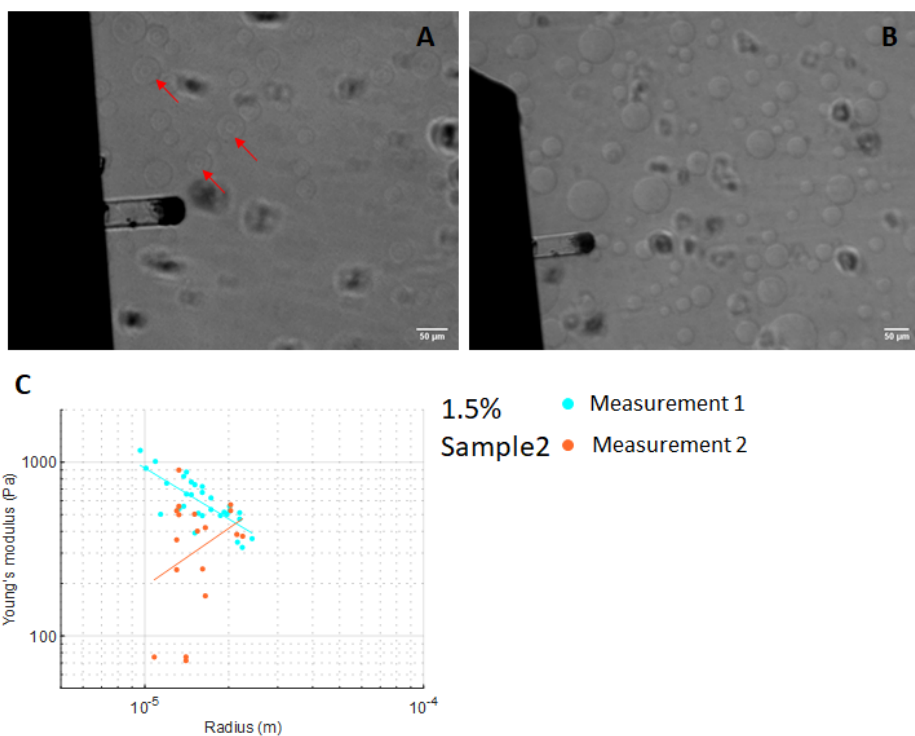 A
B
50 µm
50 µm
C
1.5%
Sample2
Measurement 1
Measurement 2
1000
100
Young's modulus (Pa)
10-5
10-4
Radius (m)